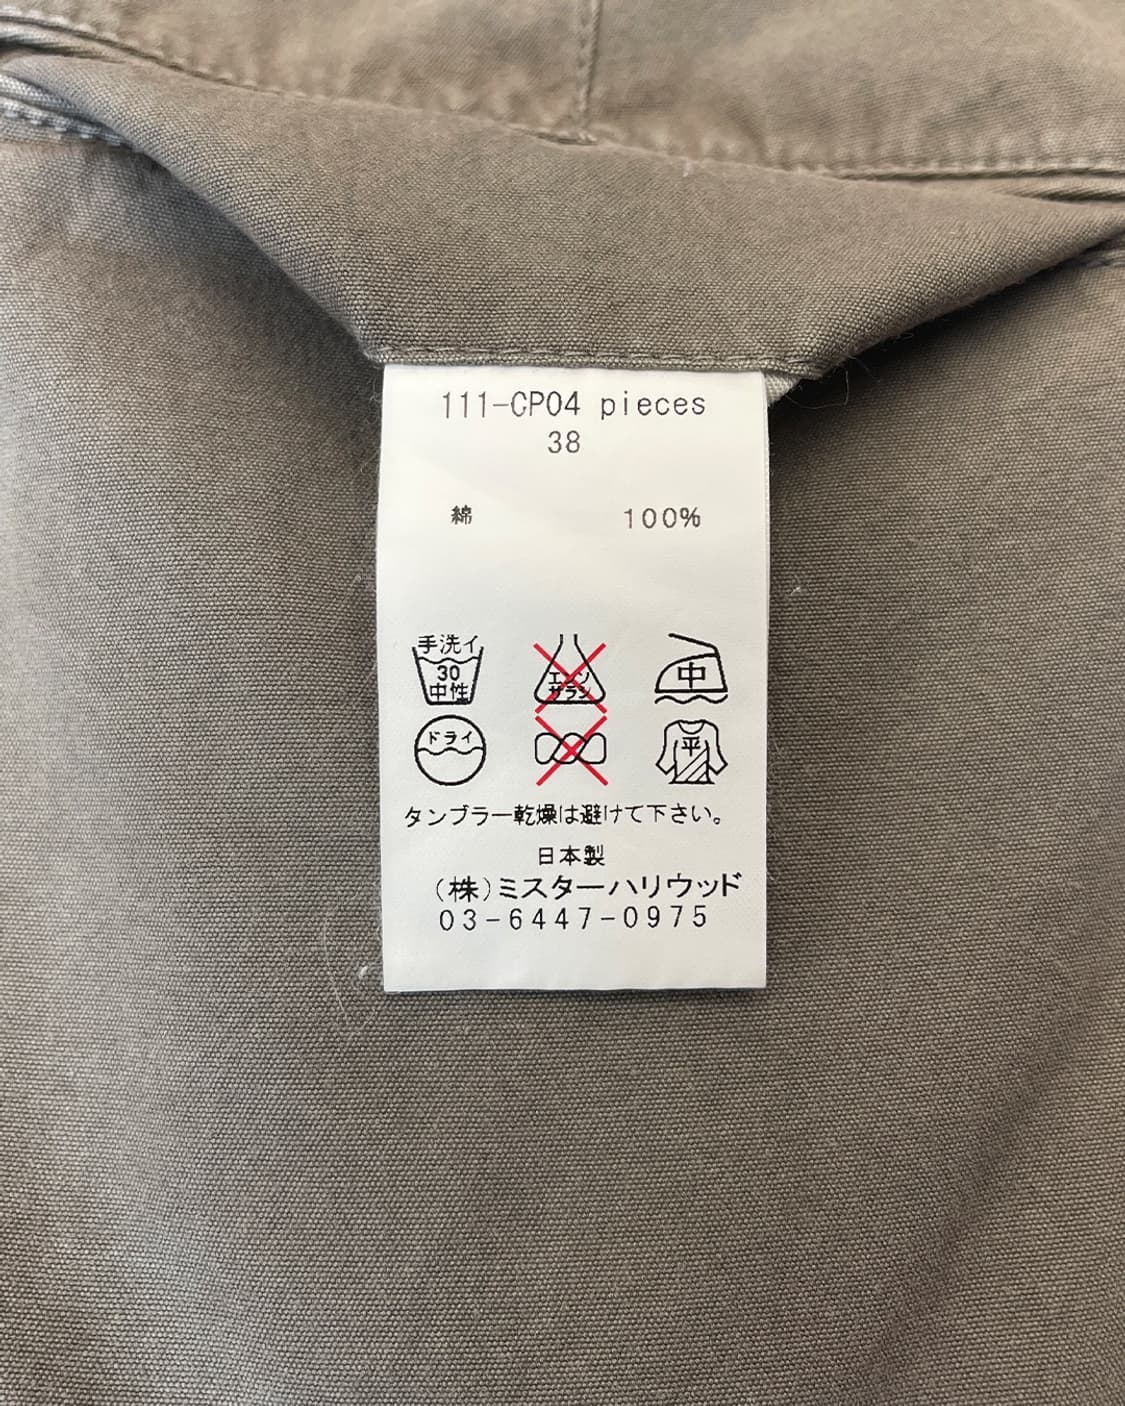 111-CP04 pieces
38
綿 100%
手洗イ
30
中性
エンソ
サラシ
中
ドライ
平
タンブラー乾燥は避けて下さい。
日本製
(株)ミスターハリウッド
03-6447-0975